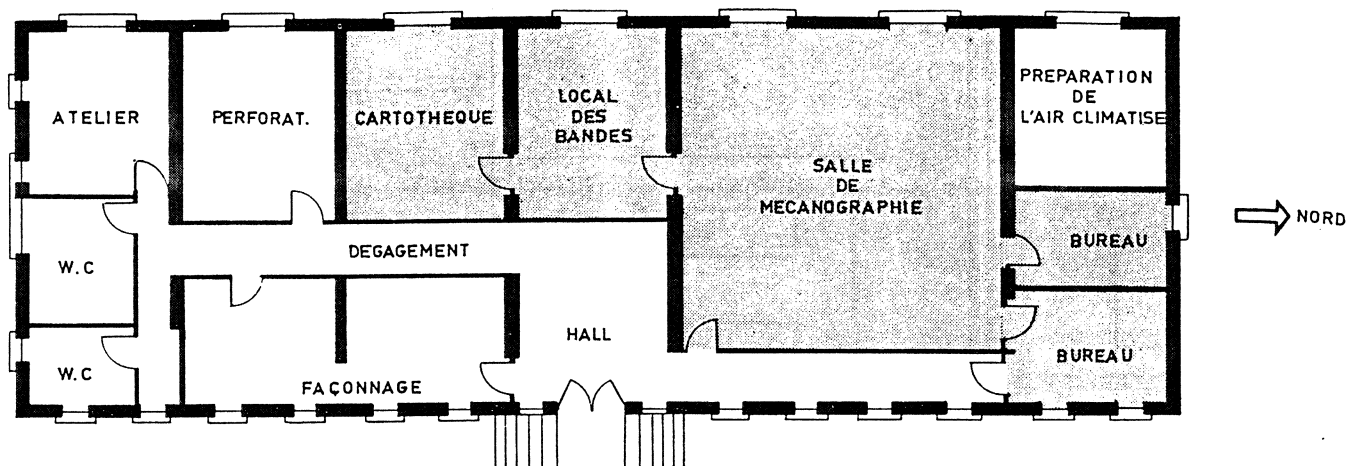 ATELIER
PERFORAT.
CARTOTHEQUE
LOCAL
DES
BANDES
SALLE
DE
MECANOGRAPHIE
PREPARATION
DE
L'AIR CLIMATISE
BUREAU
NORD
DEGAGEMENT
W.C
HALL
BUREAU
W.C
FAÇONNAGE